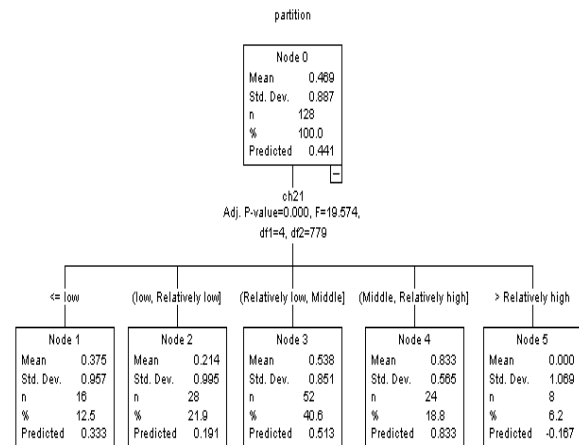 partition
Node 0
Mean 0.469
Std. Dev. 0.887
n 128
% 100.0
Predicted 0.441
ch21
Adj. P-value=0.000, F=19.574,
df1=4, df2=779
<= low
(low, Relatively low]
(Relatively low, Middle]
(Middle, Relatively high]
> Relatively high
Node 1
Mean 0.375
Std. Dev. 0.957
n 16
% 12.5
Predicted 0.333
Node 2
Mean 0.214
Std. Dev. 0.995
n 28
% 21.9
Predicted 0.191
Node 3
Mean 0.538
Std. Dev. 0.851
n 52
% 40.6
Predicted 0.513
Node 4
Mean 0.833
Std. Dev. 0.565
n 24
% 18.8
Predicted 0.833
Node 5
Mean 0.000
Std. Dev. 1.069
n 8
% 6.2
Predicted -0.167